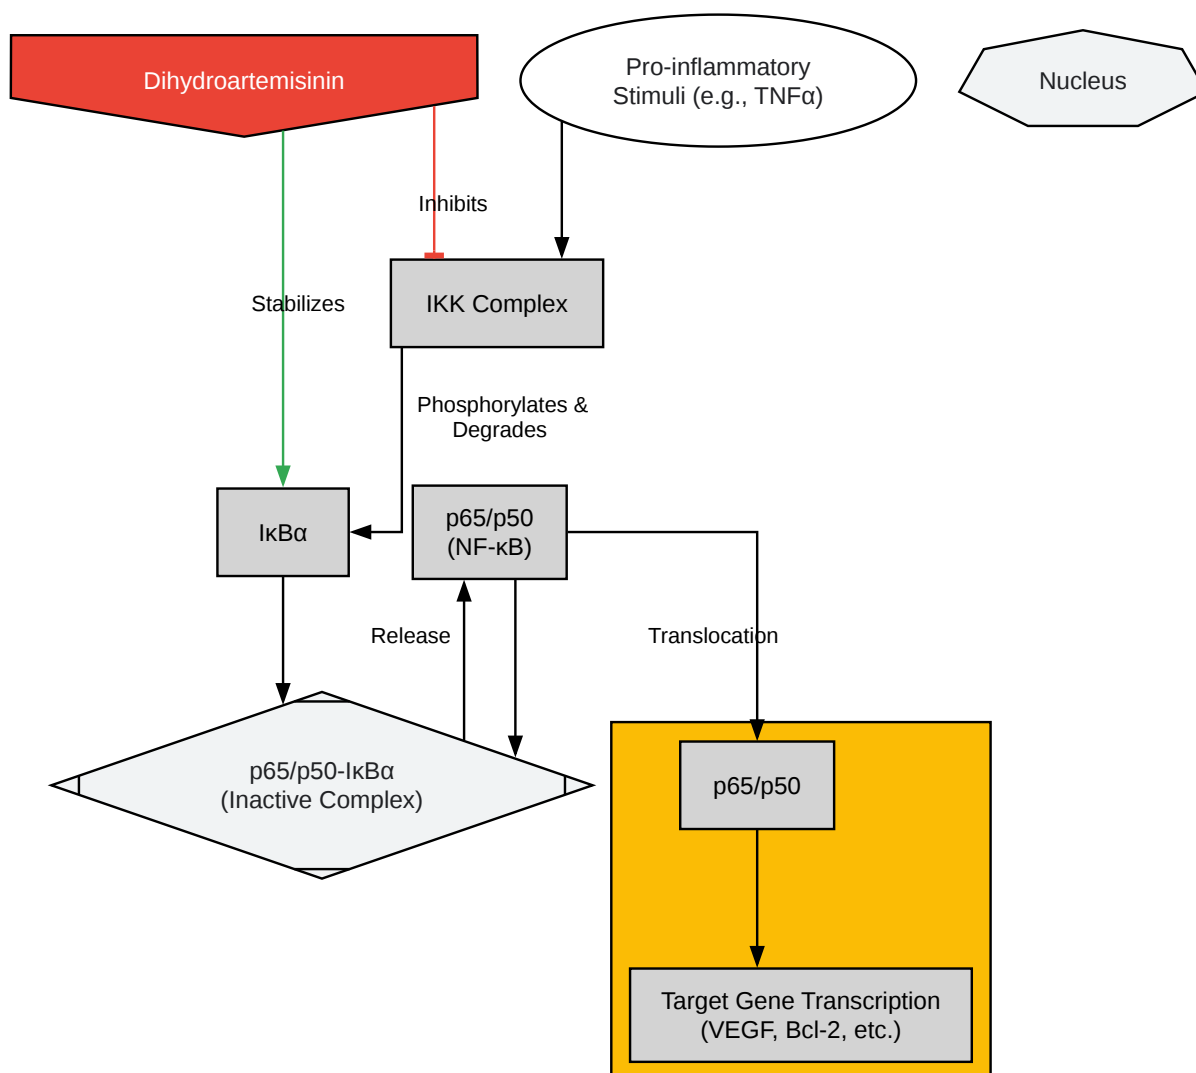 Dihydroartemisinin
Pro-inflammatory
Stimuli (e.g., TNFα)
Nucleus
Inhibits
Stabilizes
IKK Complex
Phosphorylates &
Degrades
IκBα
p65/p50
(NF-κB)
Release
Translocation
p65/p50-IκBα
(Inactive Complex)
p65/p50
Target Gene Transcription
(VEGF, Bcl-2, etc.)